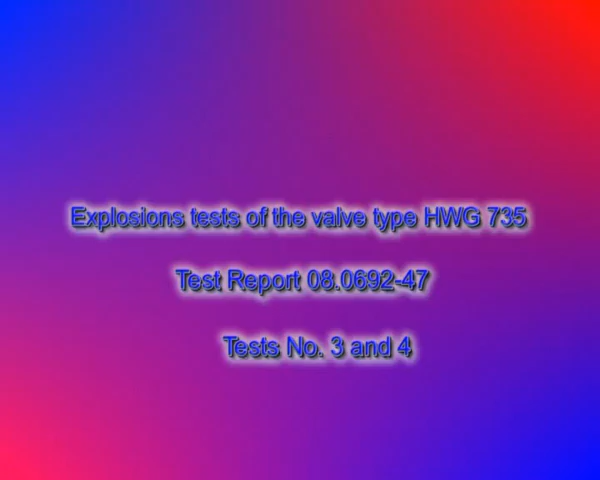 Explosions tests of the valve type HWG 735
Test Report 08.0692-47
Tests No. 3 and 4